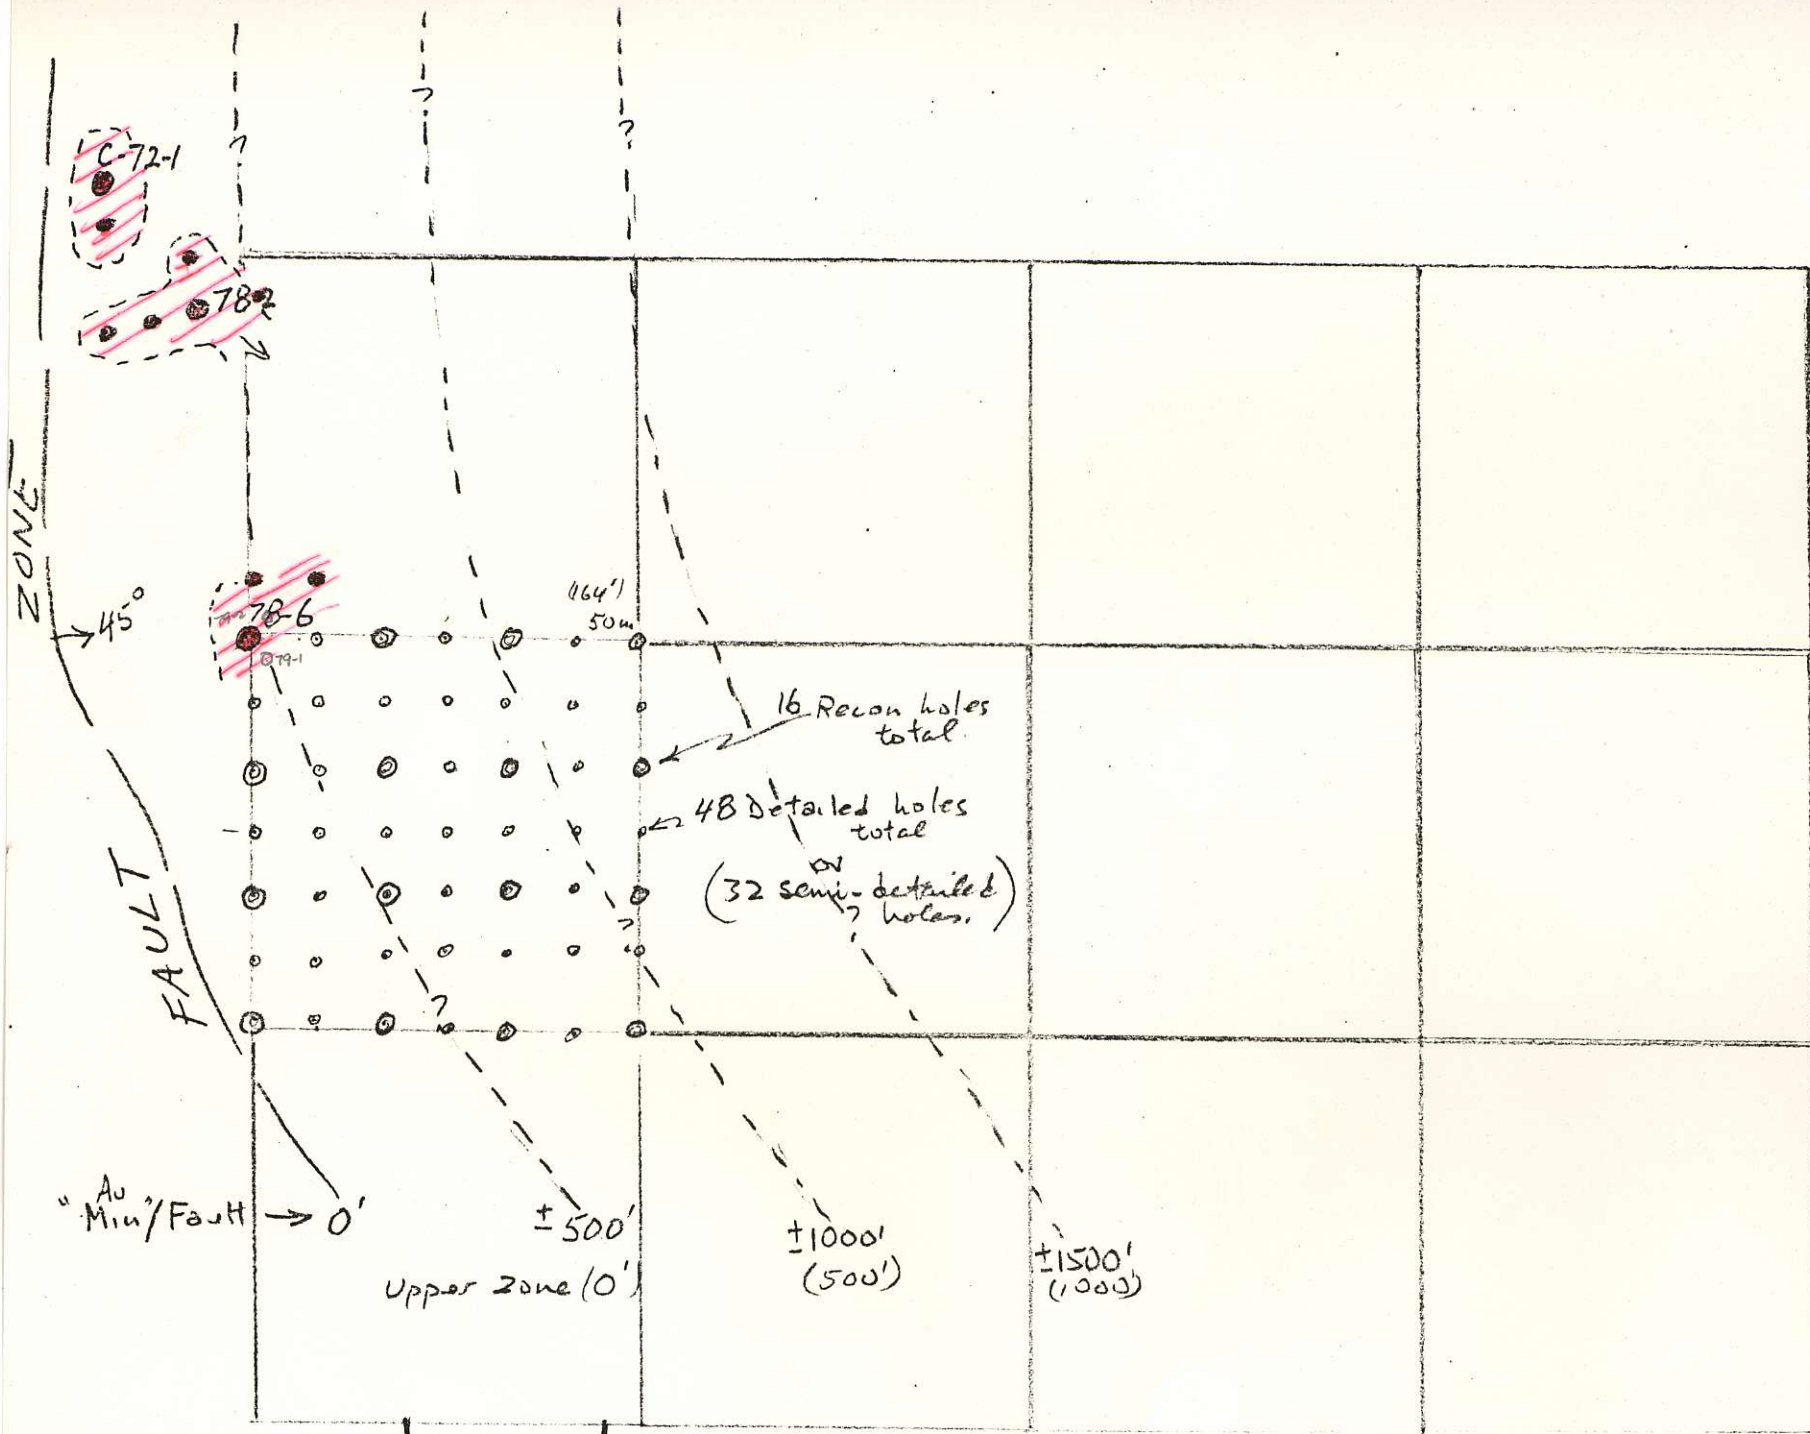 ?
?
?
C-72-1
78-2
ZONE
45°
78-6
79-1
(164')
50m
16 Recon holes
total.
48 Detailed holes
total
or
(32 semi-detailed
holes.)
?
?
?
FAULT
Au
"Min"/Fault → 0'
± 500'
Upper zone (0')
±1000'
(500')
±1500'
(1000')